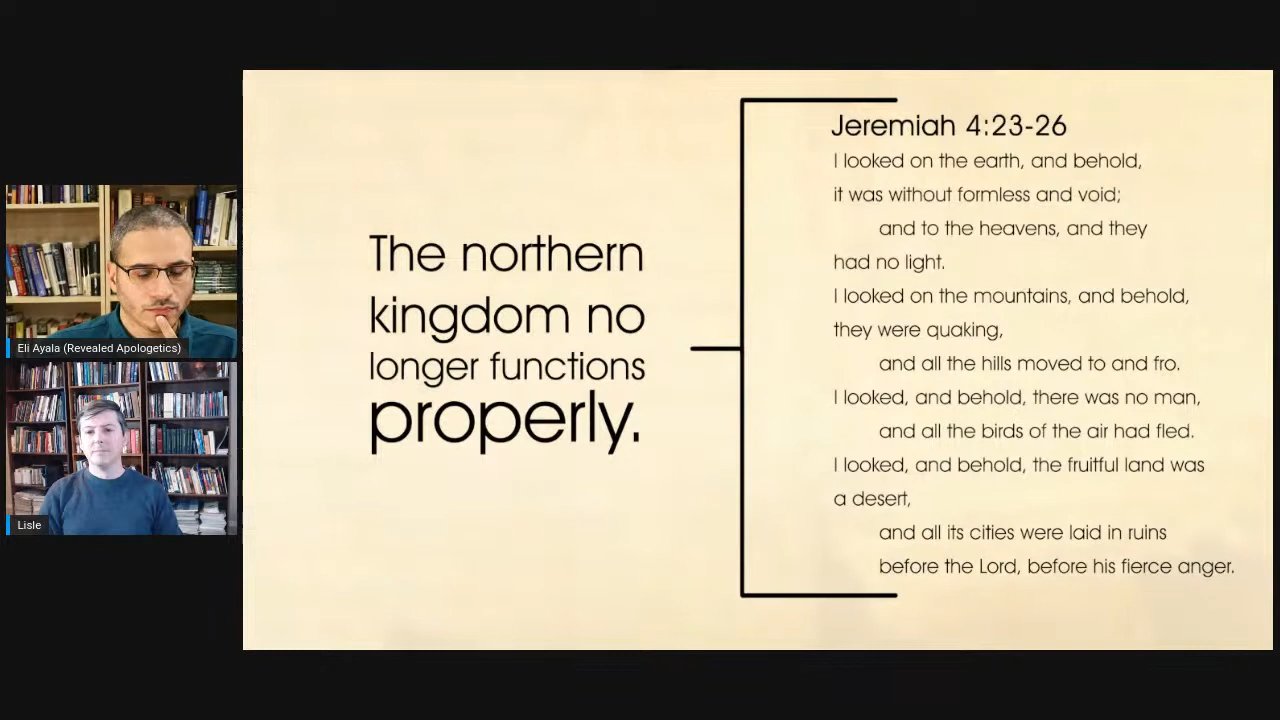 The northern
kingdom no
longer functions
properly.
Jeremiah 4:23-26
I looked on the earth, and behold,
it was without formless and void;
and to the heavens, and they
had no light.
I looked on the mountains, and behold,
they were quaking,
and all the hills moved to and fro.
I looked, and behold, there was no man,
and all the birds of the air had fled.
I looked, and behold, the fruitful land was
a desert,
and all its cities were laid in ruins
before the Lord, before his fierce anger.
Eli Ayala (Revealed Apologetics)
Lisle